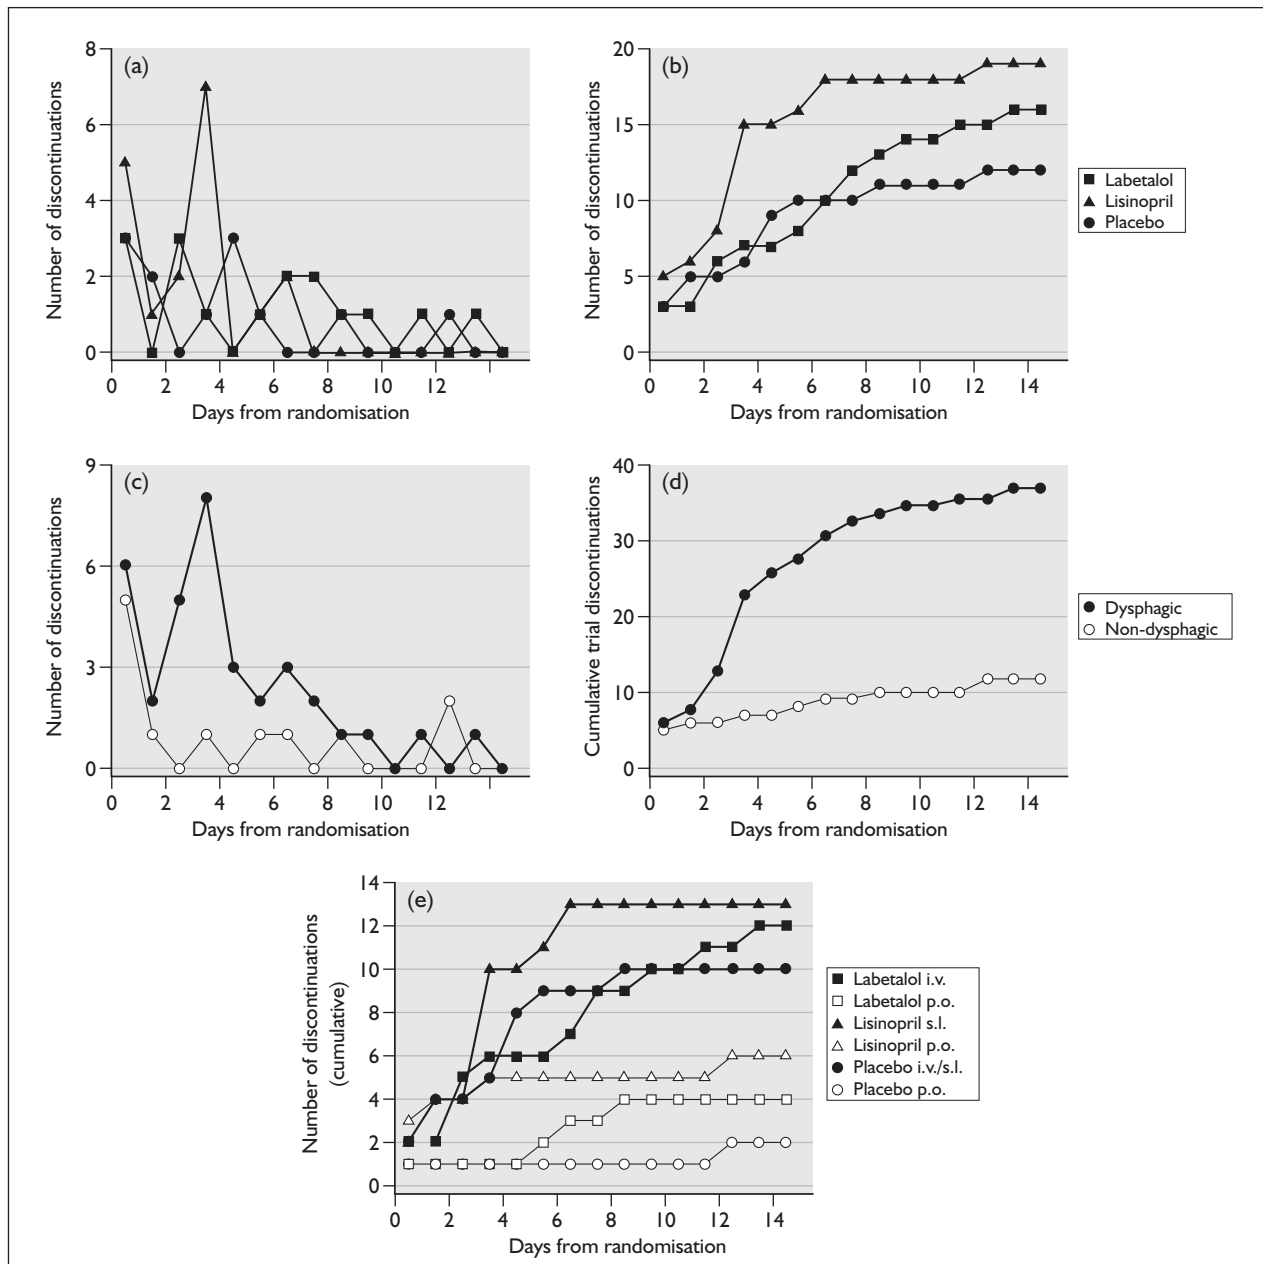 (a)
8
6
4
2
0
Number of discontinuations
0 2 4 6 8 10 12
Days from randomisation
(b)
20
15
10
5
0
Number of discontinuations
0 2 4 6 8 10 12 14
Days from randomisation
Labetalol
Lisinopril
Placebo
(c)
9
6
3
0
Number of discontinuations
0 2 4 6 8 10 12
Days from randomisation
(d)
40
30
20
10
0
Cumulative trial discontinuations
0 2 4 6 8 10 12 14
Days from randomisation
Dysphagic
Non-dysphagic
(e)
14
12
10
8
6
4
2
0
Number of discontinuations
(cumulative)
0 2 4 6 8 10 12 14
Days from randomisation
Labetalol i.v.
Labetalol p.o.
Lisinopril s.l.
Lisinopril p.o.
Placebo i.v./s.l.
Placebo p.o.